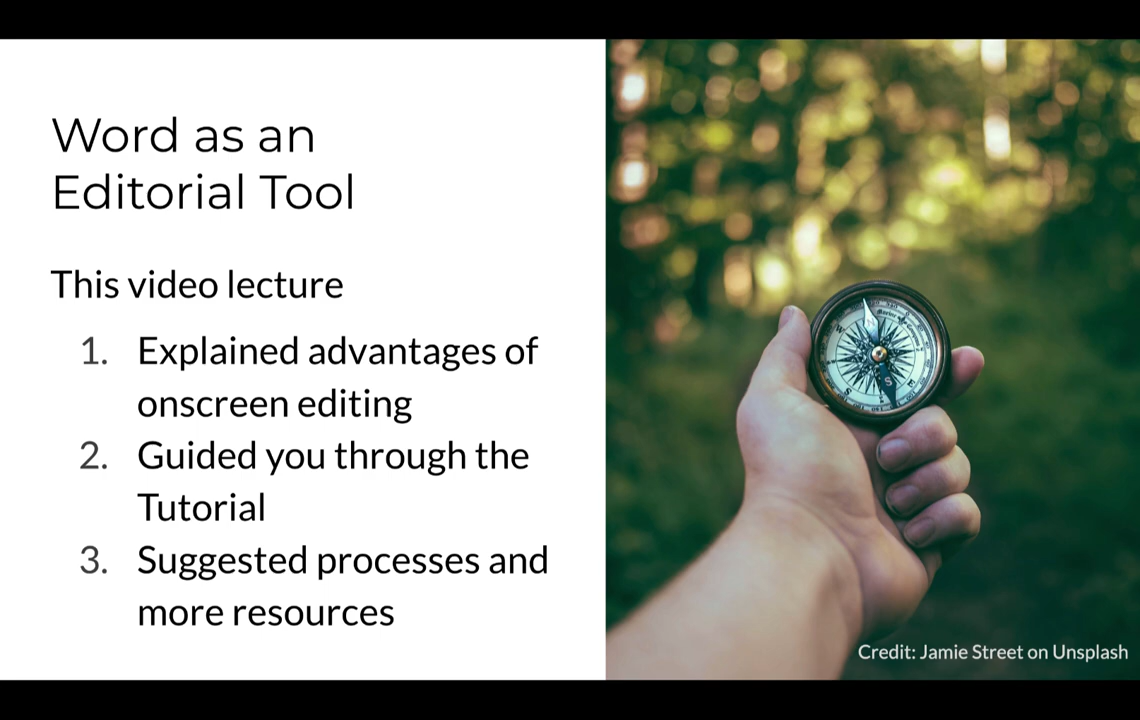 Word as an
Editorial Tool
This video lecture
1. Explained advantages of
onscreen editing
2. Guided you through the
Tutorial
3. Suggested processes and
more resources
W
S
E
S
Credit: Jamie Street on Unsplash